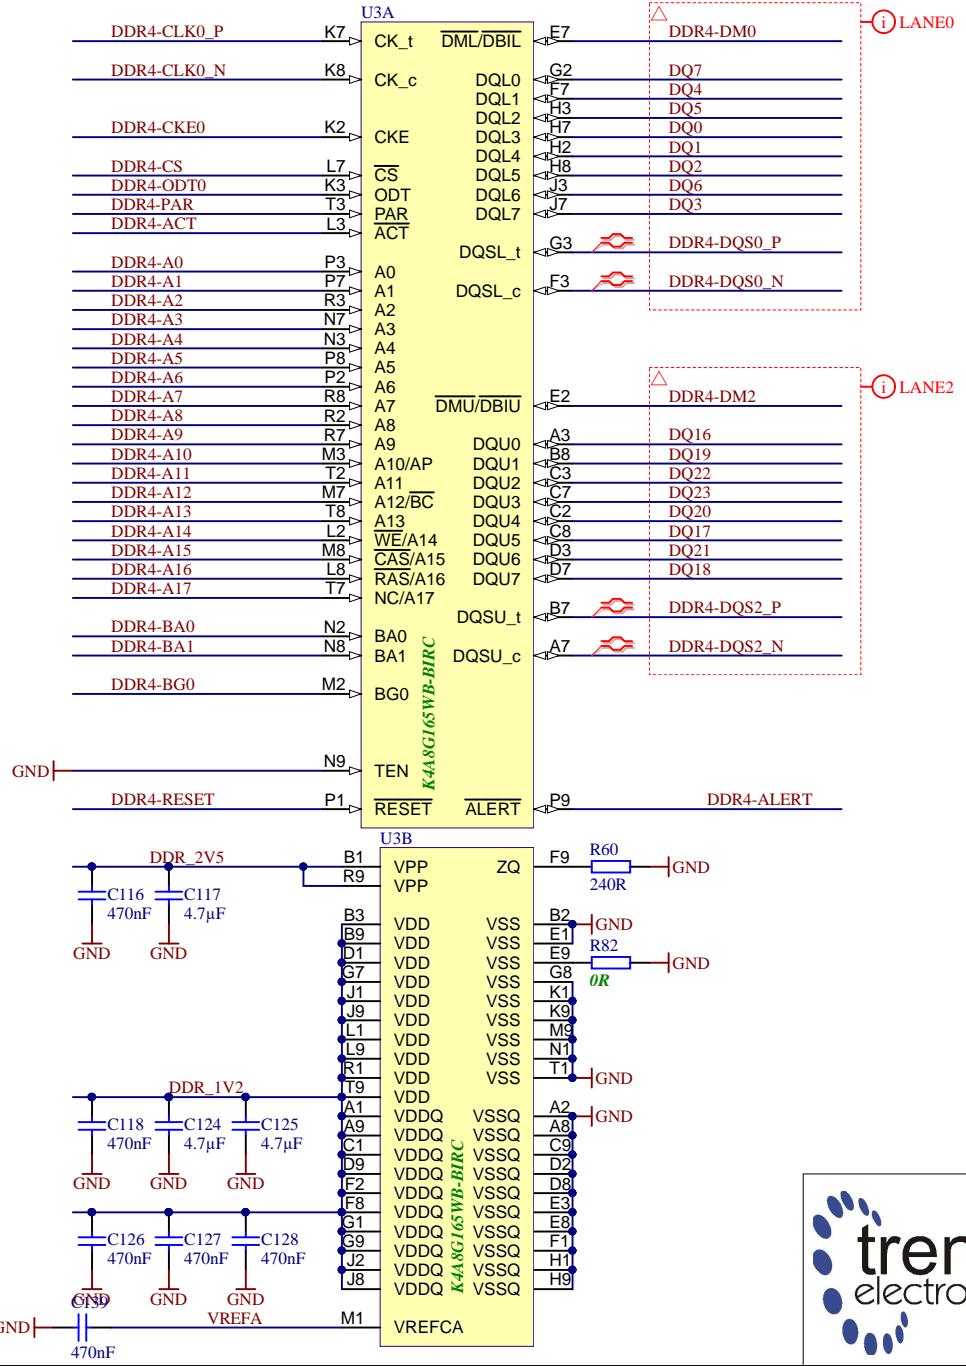 U3A
DDR4-CLK0_P K7 CK_t DML/DBIL E7 DDR4-DM0
LANE0
DDR4-CLK0_N K8 CK_c DQL0 G2 DQ7
DQL1 F7 DQ4
DQL2 H3 DQ5
DDR4-CKE0 K2 CKE DQL3 H7 DQ0
DQL4 H2 DQ1
DDR4-CS L7 CS DQL5 H8 DQ2
DDR4-ODT0 K3 ODT DQL6 J3 DQ6
DDR4-PAR T3 PAR DQL7 J7 DQ3
DDR4-ACT L3 ACT
DQSL_t G3 DDR4-DQS0_P
DDR4-A0 P3 A0
DDR4-A1 P7 A1 DQSL_c F3 DDR4-DQS0_N
DDR4-A2 R3 A2
DDR4-A3 N7 A3
DDR4-A4 N3 A4
DDR4-A5 P8 A5
DDR4-A6 P2 A6
LANE2
DDR4-A7 R8 A7 DMU/DBIU E2 DDR4-DM2
DDR4-A8 R2 A8
DDR4-A9 R7 A9 DQU0 A3 DQ16
DDR4-A10 M3 A10/AP DQU1 B8 DQ19
DDR4-A11 T2 A11 DQU2 C3 DQ22
DDR4-A12 M7 A12/BC DQU3 C7 DQ23
DDR4-A13 T8 A13 DQU4 C2 DQ20
DDR4-A14 L2 WE/A14 DQU5 C8 DQ17
DDR4-A15 M8 CAS/A15 DQU6 D3 DQ21
DDR4-A16 L8 RAS/A16 DQU7 D7 DQ18
DDR4-A17 T7 NC/A17
DQSU_t B7 DDR4-DQS2_P
DDR4-BA0 N2 BA0
DDR4-BA1 N8 BA1 DQSU_c A7 DDR4-DQS2_N
DDR4-BG0 M2 BG0
K4A8G165WB-BIRC
GND N9 TEN
DDR4-RESET P1 RESET ALERT P9 DDR4-ALERT
U3B
DDR_2V5 B1 VPP ZQ F9 R60 GND
R9 VPP 240R
C116 C117
470nF 4.7µF
GND GND
B3 VDD VSS B2 GND
B9 VDD VSS E1
D1 VDD VSS E9 R82 GND
0R
G7 VDD VSS G8
J1 VDD VSS K1
J9 VDD VSS K9
L1 VDD VSS M9
L9 VDD VSS N1
R1 VDD VSS T1 GND
DDR_1V2 T9 VDD
A1 VDDQ VSSQ A2 GND
C118 C124 C125
470nF 4.7µF 4.7µF
GND GND GND
A9 VDDQ VSSQ A8
C1 VDDQ VSSQ C9
D9 VDDQ VSSQ D2
F2 VDDQ VSSQ D8
F8 VDDQ VSSQ E3
G1 VDDQ VSSQ E8
G9 VDDQ VSSQ F1
J2 VDDQ VSSQ H1
J8 VDDQ VSSQ H9
C126 C127 C128
470nF 470nF 470nF
GND GND GND
K4A8G165WB-BIRC
C139
GND VREFA M1 VREFCA
470nF
tren
electro